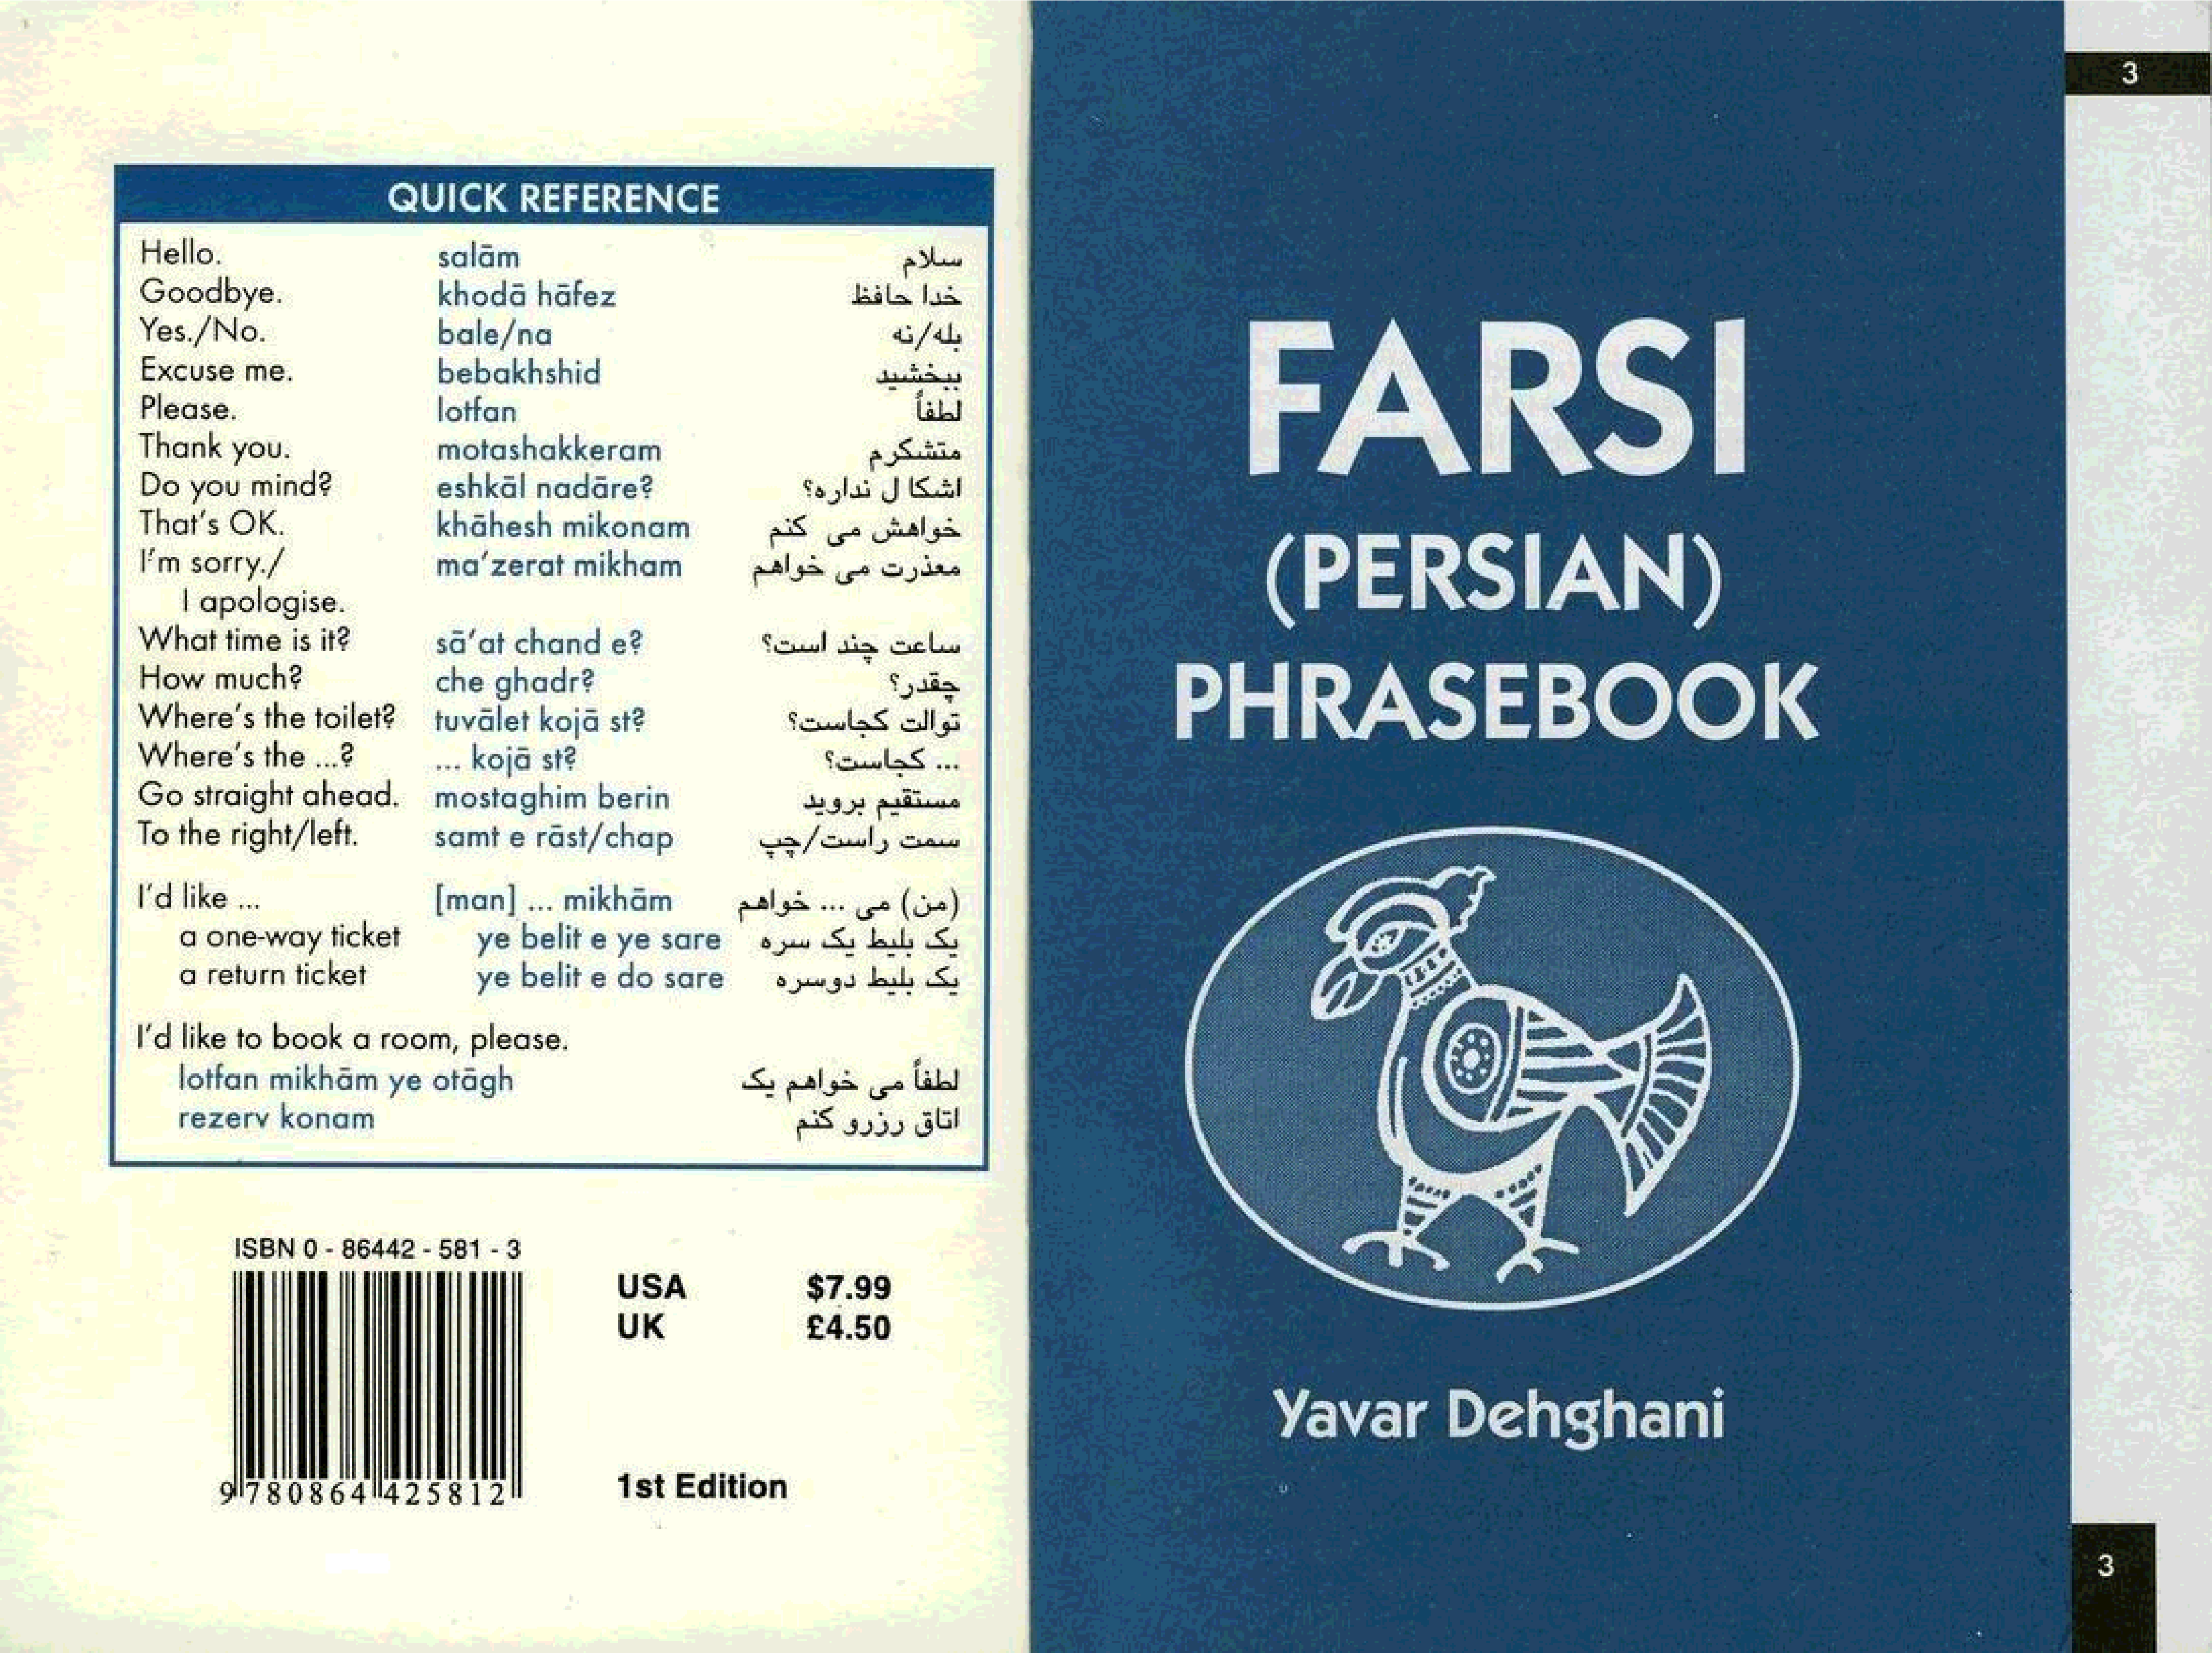 QUICK REFERENCE
Hello. salām سلام
Goodbye. khodā hāfez خدا حافظ
Yes./No. bale/na بله/نه
Excuse me. bebakhshid ببخشید
Please. lotfan لطفاً
Thank you. motashakkeram متشکرم
Do you mind? eshkāl nadāre? اشکا ل نداره؟
That's OK. khāhesh mikonam خواهش می کنم
I'm sorry./ ma'zerat mikham معذرت می خواهم
I apologise.
What time is it? sā'at chand e? ساعت چند است؟
How much? che ghadr? چقدر؟
Where's the toilet? tuvālet kojā st? توالت کجاست؟
Where's the ...? ... kojā st? ... کجاست؟
Go straight ahead. mostaghim berin مستقیم بروید
To the right/left. samt e rāst/chap سمت راست/چپ
I'd like ... [man] ... mikhām (من) می ... خواهم
a one-way ticket ye belit e ye sare یک بلیط یک سره
a return ticket ye belit e do sare یک بلیط دوسره
I'd like to book a room, please.
lotfan mikhām ye otāgh لطفاً می خواهم یک
rezerv konam اتاق رزرو کنم
ISBN 0 - 86442 - 581 - 3
9 780864 425812
USA $7.99
UK £4.50
1st Edition
FARSI
(PERSIAN)
PHRASEBOOK
Yavar Dehghani
3
3